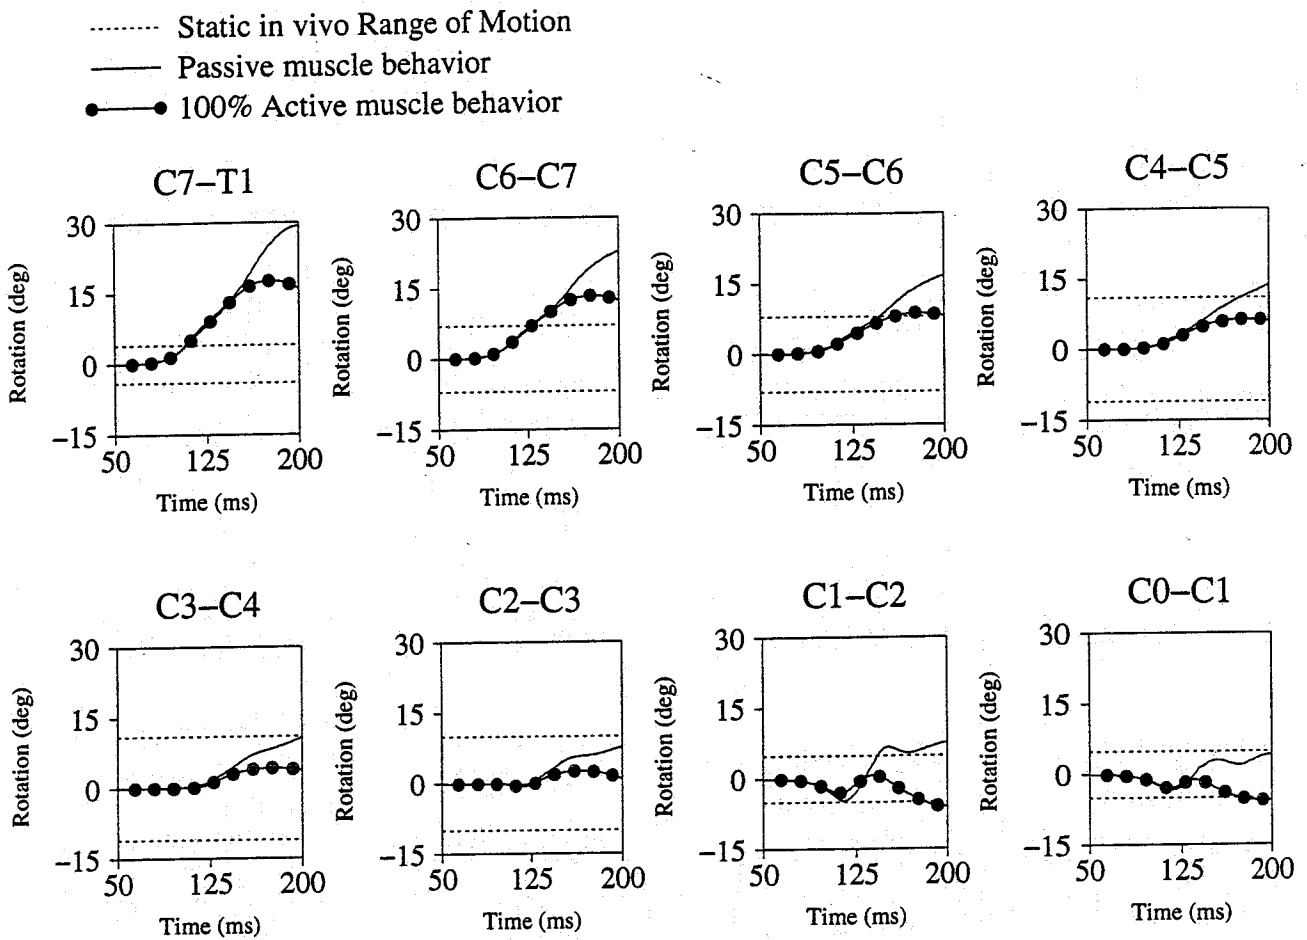 Static in vivo Range of Motion
Passive muscle behavior
100% Active muscle behavior
C7–T1
C6–C7
C5–C6
C4–C5
30
15
0
–15
50 125 200
Rotation (deg)
Time (ms)
30
15
0
–15
50 125 200
Rotation (deg)
Time (ms)
30
15
0
–15
50 125 200
Rotation (deg)
Time (ms)
30
15
0
–15
50 125 200
Rotation (deg)
Time (ms)
C3–C4
C2–C3
C1–C2
C0–C1
30
15
0
–15
50 125 200
Rotation (deg)
Time (ms)
30
15
0
–15
50 125 200
Rotation (deg)
Time (ms)
30
15
0
–15
50 125 200
Rotation (deg)
Time (ms)
30
15
0
–15
50 125 200
Rotation (deg)
Time (ms)